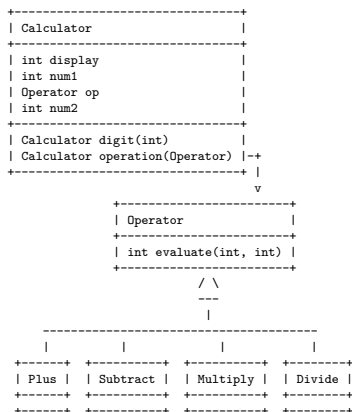 Calculator
int display
int num1
Operator op
int num2
Calculator digit(int)
Calculator operation(Operator)
Operator
int evaluate(int, int)
Plus Subtract Multiply Divide